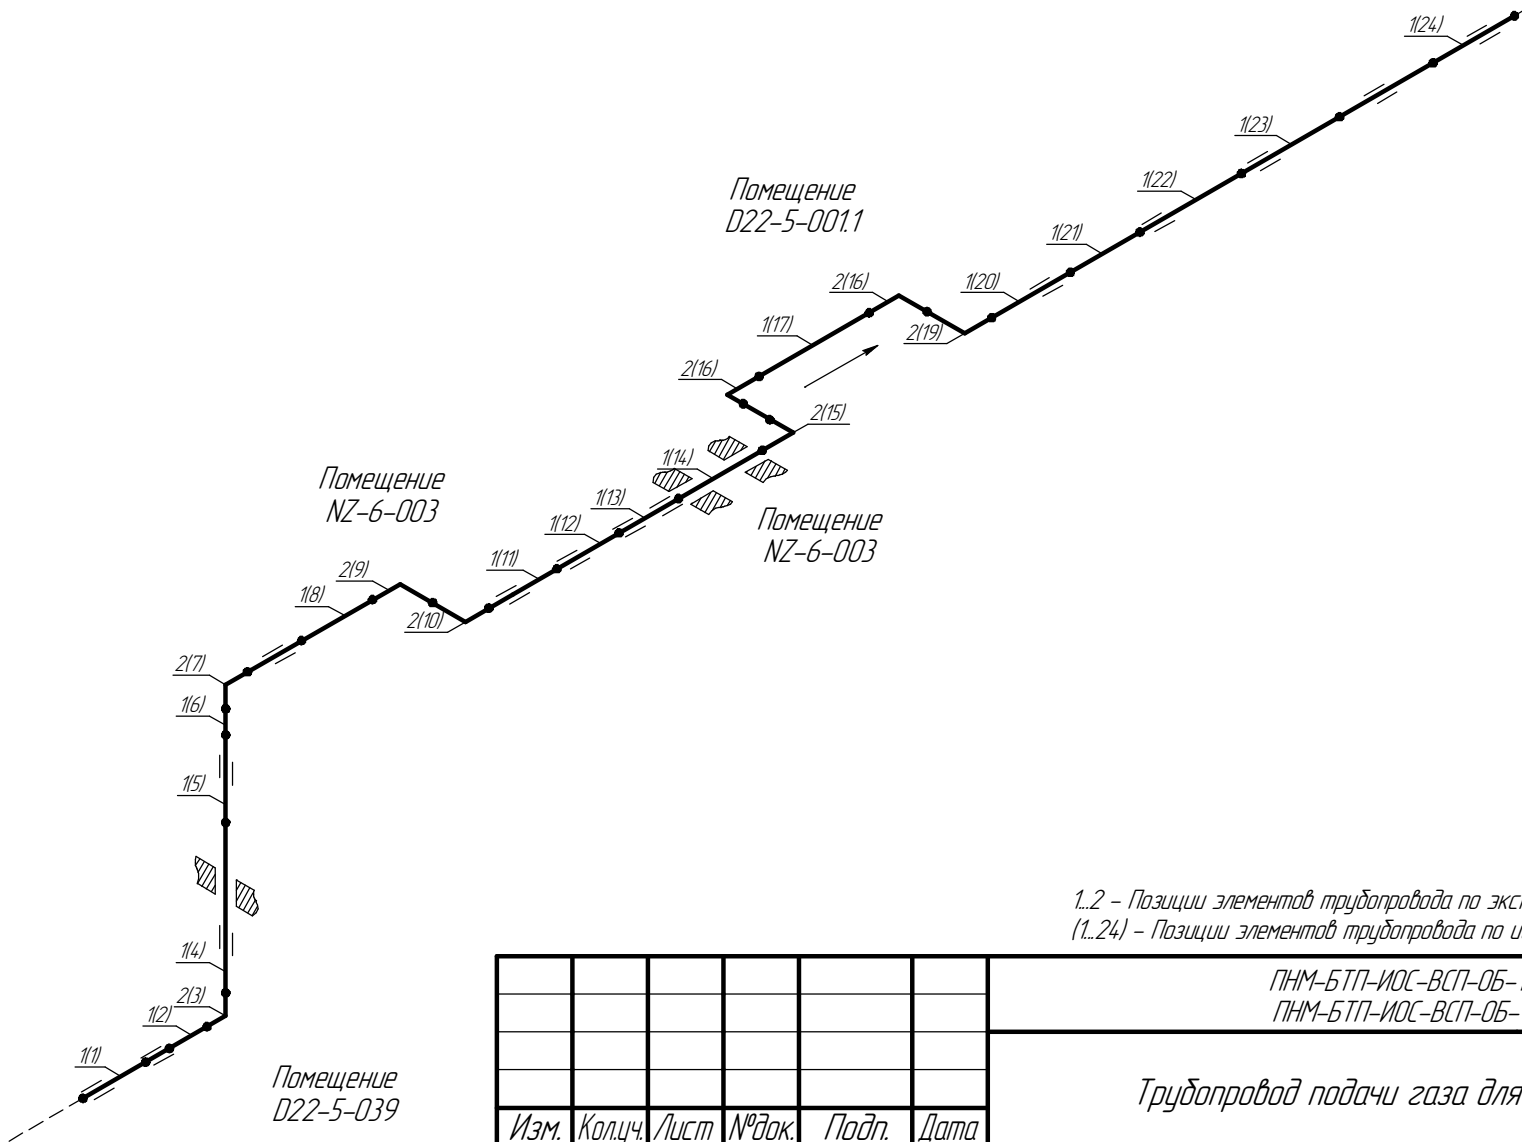 1(24)
1(23)
Помещение
D22-5-001.1
1(22)
1(21)
2(16)
1(20)
1(17)
2(19)
2(16)
2(15)
1(14)
Помещение
NZ-6-003
1(13)
1(12)
Помещение
NZ-6-003
1(11)
2(9)
1(8)
2(10)
2(7)
1(6)
1(5)
1(4)
2(3)
1(2)
1(1)
Помещение
D22-5-039
1...2 - Позиции элементов трубопровода по
(1...24) - Позиции элементов трубопровода по
ПНМ-БТП-ИОС-ВСП-ОБ-
ПНМ-БТП-ИОС-ВСП-ОБ-
Трубопровод подачи газа для
Изм. Кол.уч. Лист №док. Подп. Дата